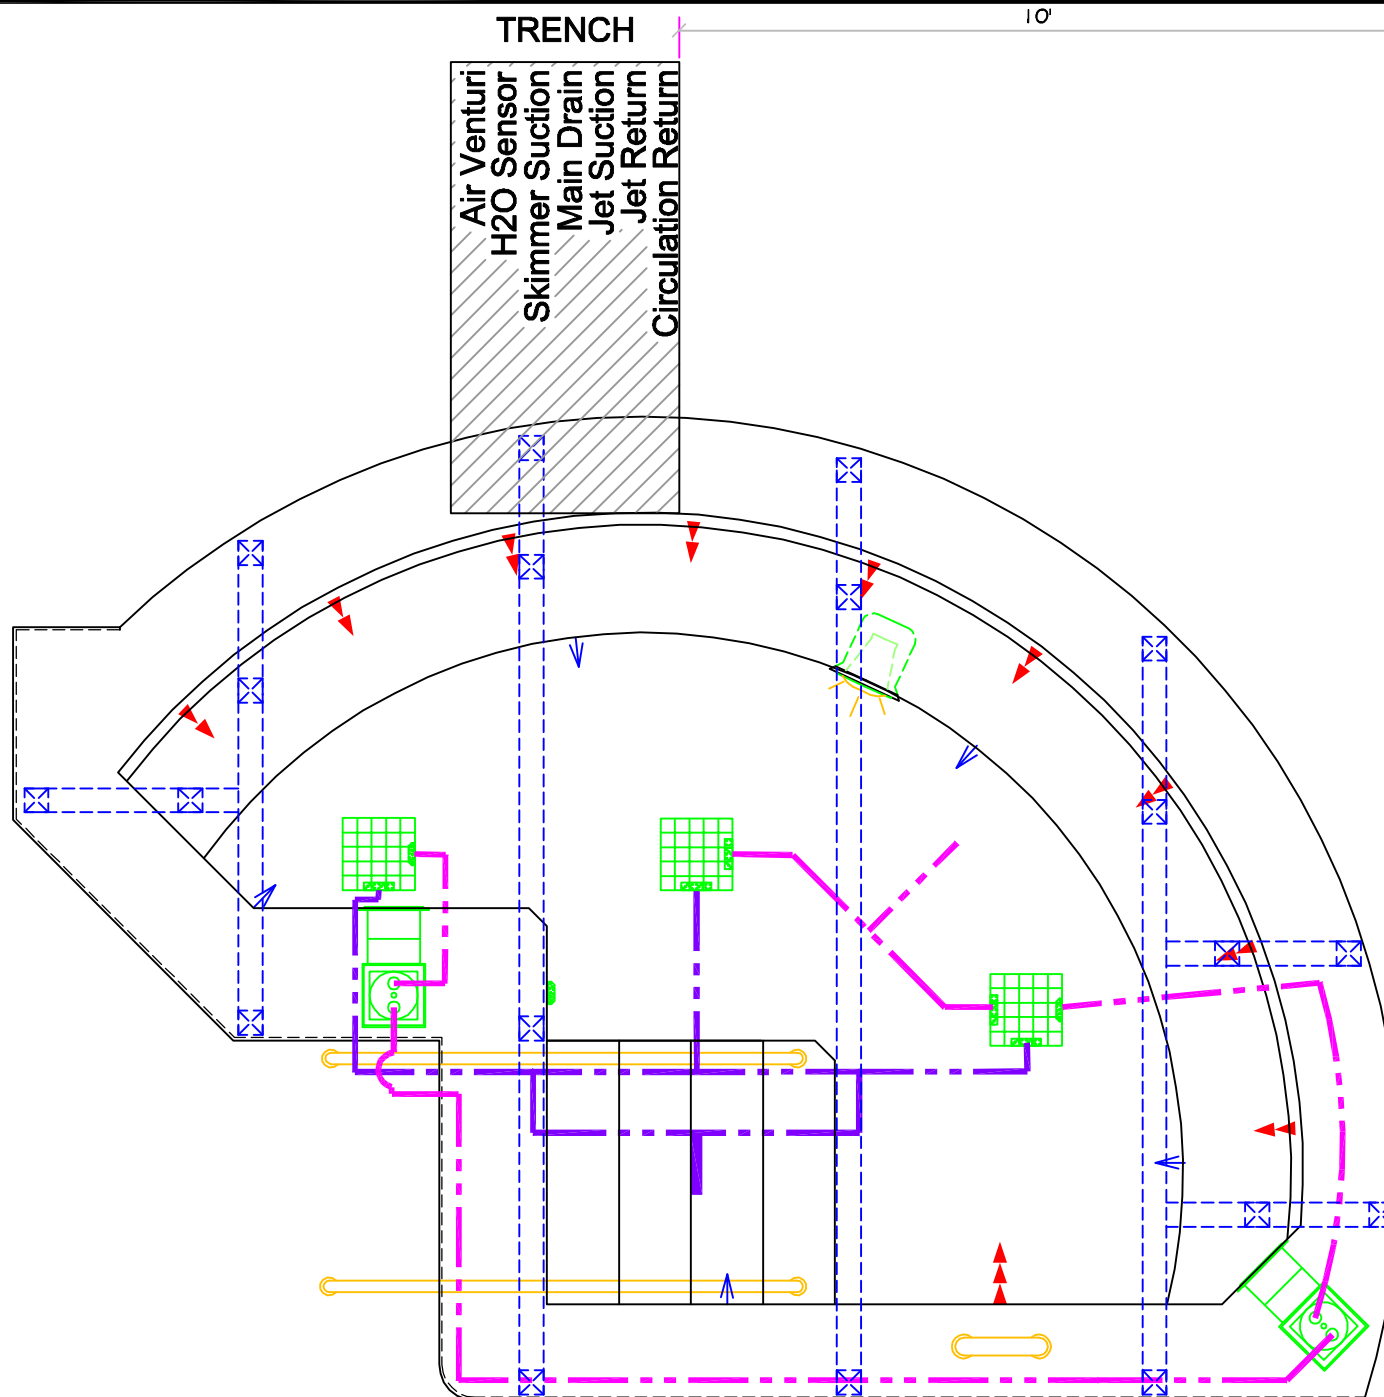 TRENCH
10'
Air Venturi
H2O Sensor
Skimmer Suction
Main Drain
Jet Suction
Jet Return
Circulation Return